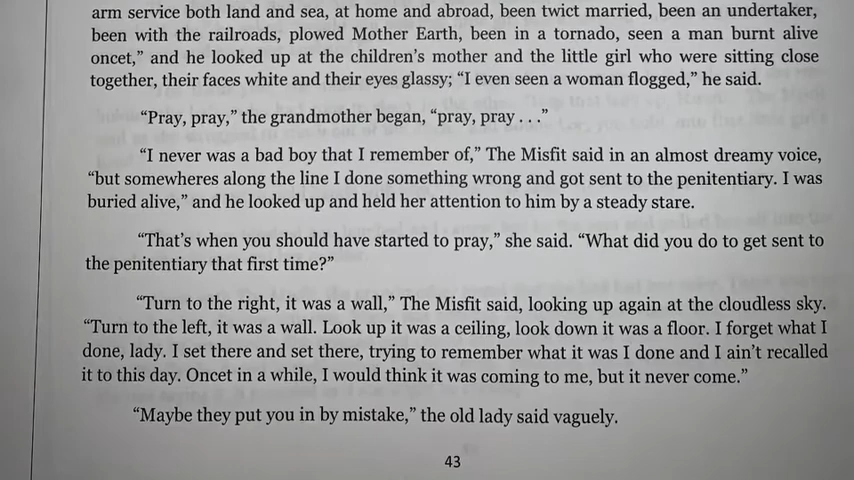 arm service both land and sea, at home and abroad, been twict married, been an undertaker,
been with the railroads, plowed Mother Earth, been in a tornado, seen a man burnt alive
oncet,” and he looked up at the children’s mother and the little girl who were sitting close
together, their faces white and their eyes glassy; “I even seen a woman flogged,” he said.
“Pray, pray,” the grandmother began, “pray, pray . . .”
“I never was a bad boy that I remember of,” The Misfit said in an almost dreamy voice,
“but somewheres along the line I done something wrong and got sent to the penitentiary. I was
buried alive,” and he looked up and held her attention to him by a steady stare.
“That’s when you should have started to pray,” she said. “What did you do to get sent to
the penitentiary that first time?”
“Turn to the right, it was a wall,” The Misfit said, looking up again at the cloudless sky.
“Turn to the left, it was a wall. Look up it was a ceiling, look down it was a floor. I forget what I
done, lady. I set there and set there, trying to remember what it was I done and I ain’t recalled
it to this day. Oncet in a while, I would think it was coming to me, but it never come.”
“Maybe they put you in by mistake,” the old lady said vaguely.
43